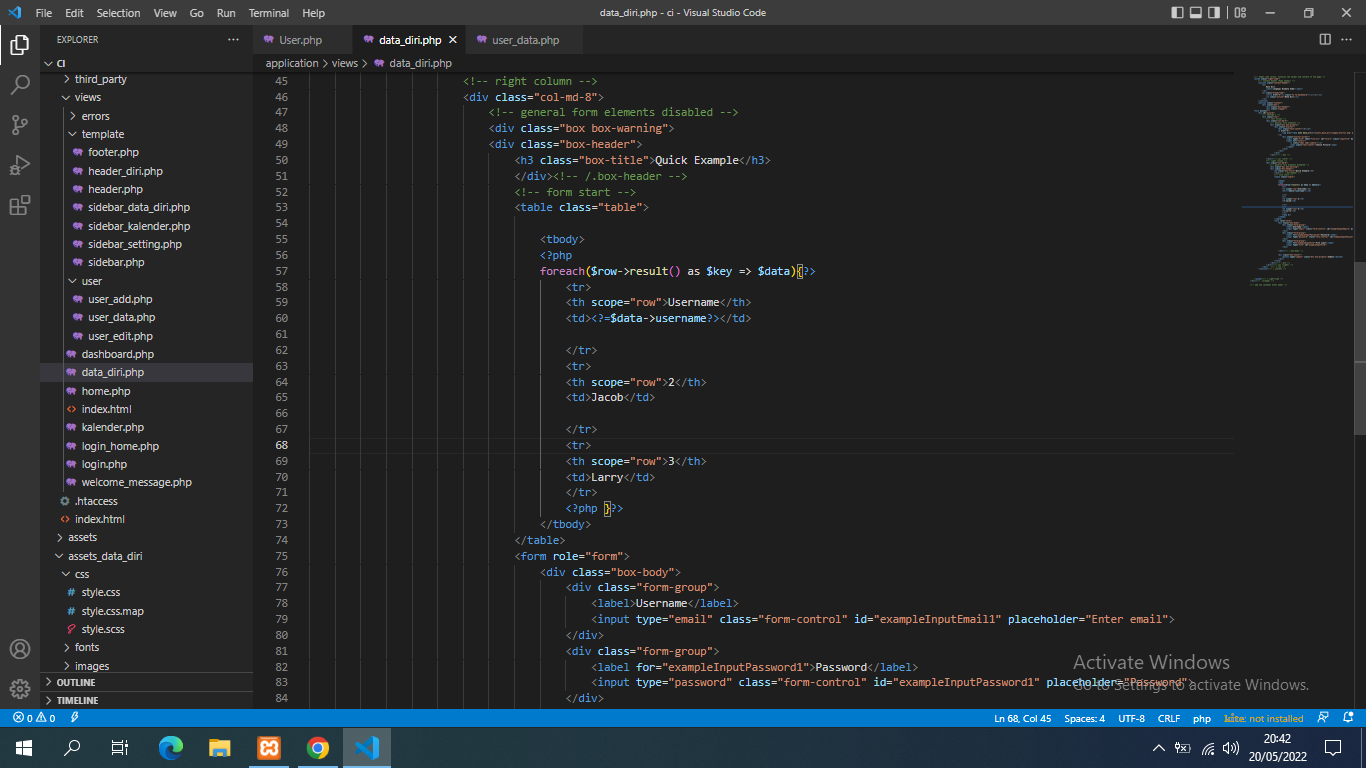 File Edit Selection View Go Run Terminal Help data_diri.php - ci - Visual Studio Code
EXPLORER ···
User.php data_diri.php user_data.php
CI
application > views > data_diri.php
third_party
views
errors
template
footer.php
header_diri.php
header.php
sidebar_data_diri.php
sidebar_kalender.php
sidebar_setting.php
sidebar.php
user
user_add.php
user_data.php
user_edit.php
dashboard.php
data_diri.php
home.php
index.html
kalender.php
login_home.php
login.php
welcome_message.php
.htaccess
index.html
assets
assets_data_diri
css
style.css
style.css.map
style.scss
fonts
images
OUTLINE
TIMELINE
45 <!-- right column -->
46 <div class="col-md-8">
47 <!-- general form elements disabled -->
48 <div class="box box-warning">
49 <div class="box-header">
50 <h3 class="box-title">Quick Example</h3>
51 </div><!-- /.box-header -->
52 <!-- form start -->
53 <table class="table">
54
55 <tbody>
56 <?php
57 foreach($row->result() as $key => $data){?>
58 <tr>
59 <th scope="row">Username</th>
60 <td><?=$data->username?></td>
61
62 </tr>
63 <tr>
64 <th scope="row">2</th>
65 <td>Jacob</td>
66
67 </tr>
68 <tr>
69 <th scope="row">3</th>
70 <td>Larry</td>
71 </tr>
72 <?php }?>
73 </tbody>
74 </table>
75 <form role="form">
76 <div class="box-body">
77 <div class="form-group">
78 <label>Username</label>
79 <input type="email" class="form-control" id="exampleInputEmail1" placeholder="Enter email">
80 </div>
81 <div class="form-group">
82 <label for="exampleInputPassword1">Password</label>
83 <input type="password" class="form-control" id="exampleInputPassword1" placeholder="Password">
84 </div>
Activate Windows
Go to Settings to activate Windows.
0 0 Ln 68, Col 45 Spaces: 4 UTF-8 CRLF php kite: not installed
20:42
20/05/2022